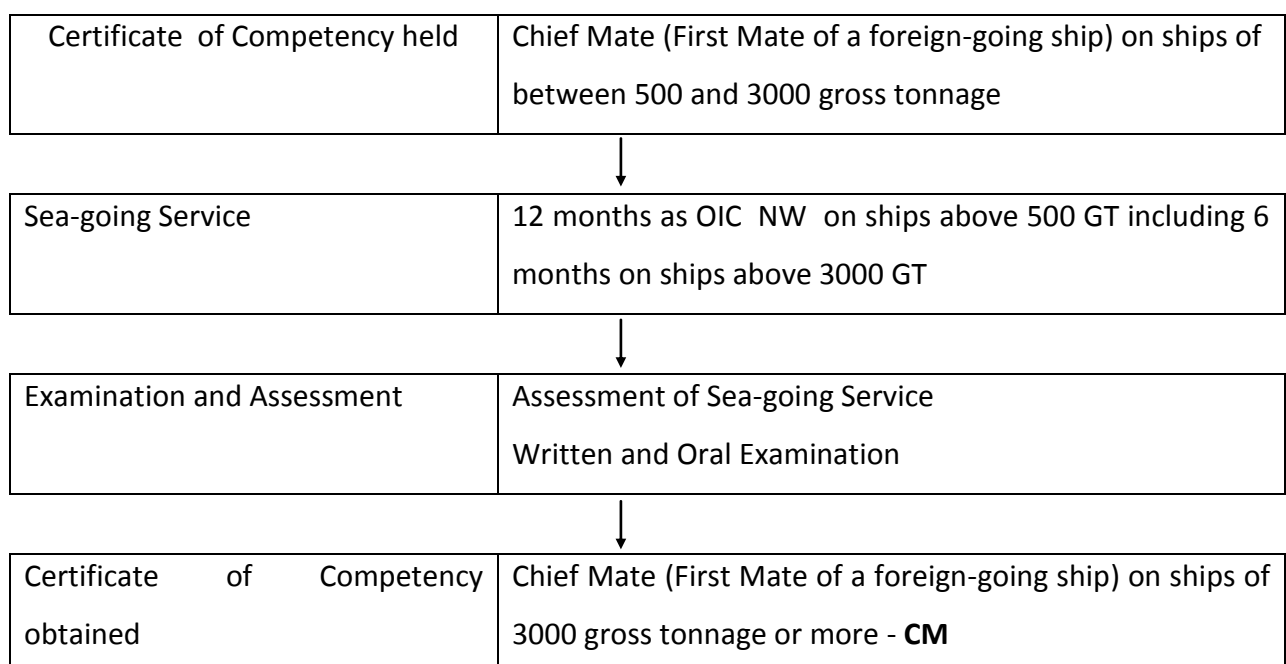 Certificate of Competency held
Chief Mate (First Mate of a foreign-going ship) on ships of
between 500 and 3000 gross tonnage
Sea-going Service
12 months as OIC NW on ships above 500 GT including 6
months on ships above 3000 GT
Examination and Assessment
Assessment of Sea-going Service
Written and Oral Examination
Certificate of Competency
obtained
Chief Mate (First Mate of a foreign-going ship) on ships of
3000 gross tonnage or more - CM